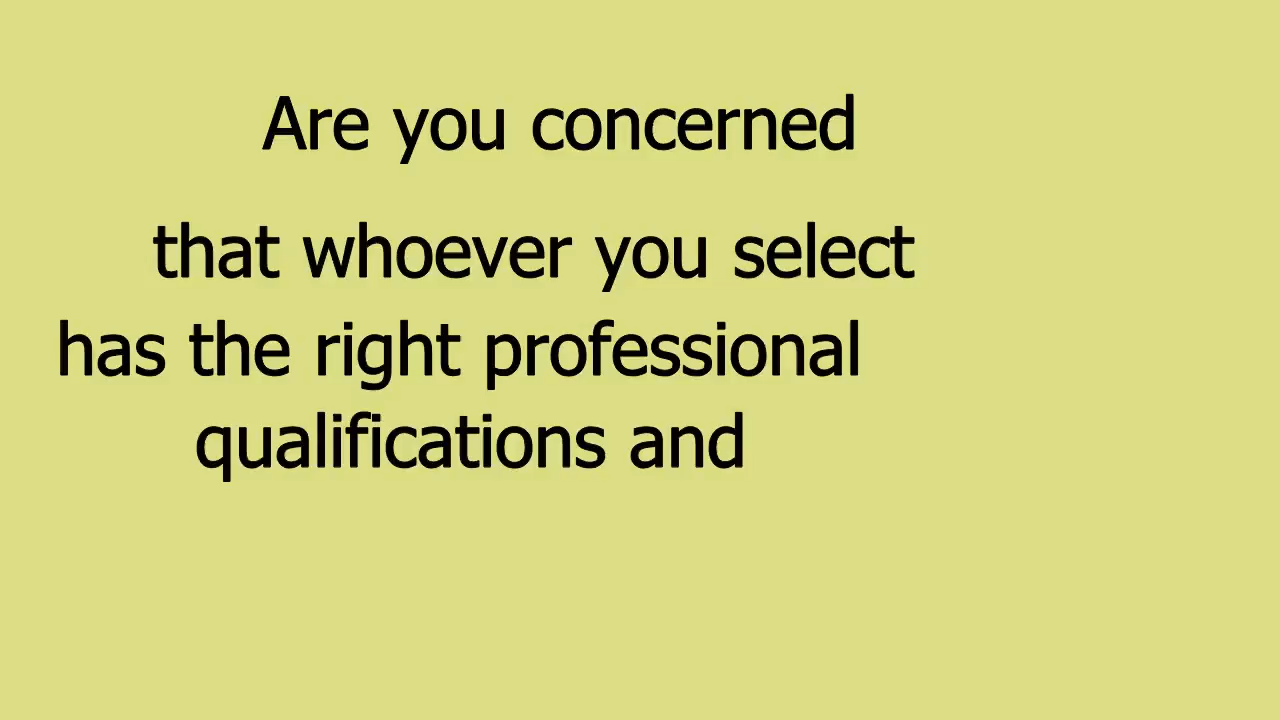 Are you concerned
that whoever you select
has the right professional
qualifications and